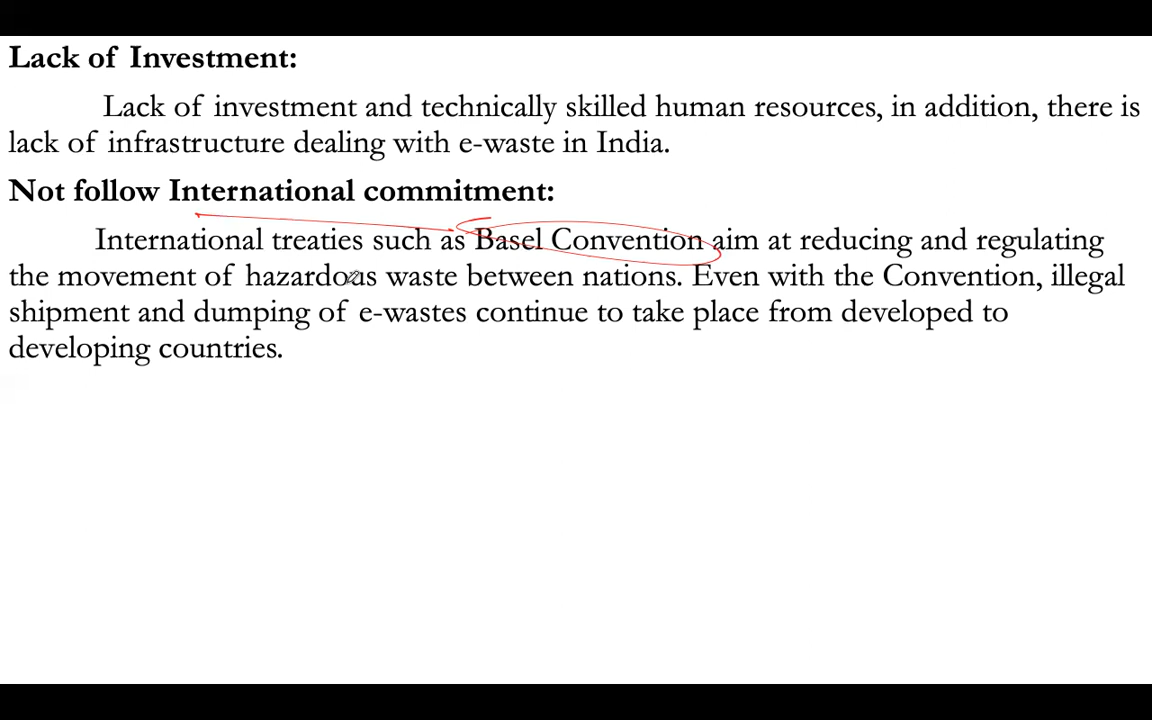 Lack of Investment:
Lack of investment and technically skilled human resources, in addition, there is
lack of infrastructure dealing with e-waste in India.
Not follow International commitment:
International treaties such as Basel Convention aim at reducing and regulating
the movement of hazardous waste between nations. Even with the Convention, illegal
shipment and dumping of e-wastes continue to take place from developed to
developing countries.